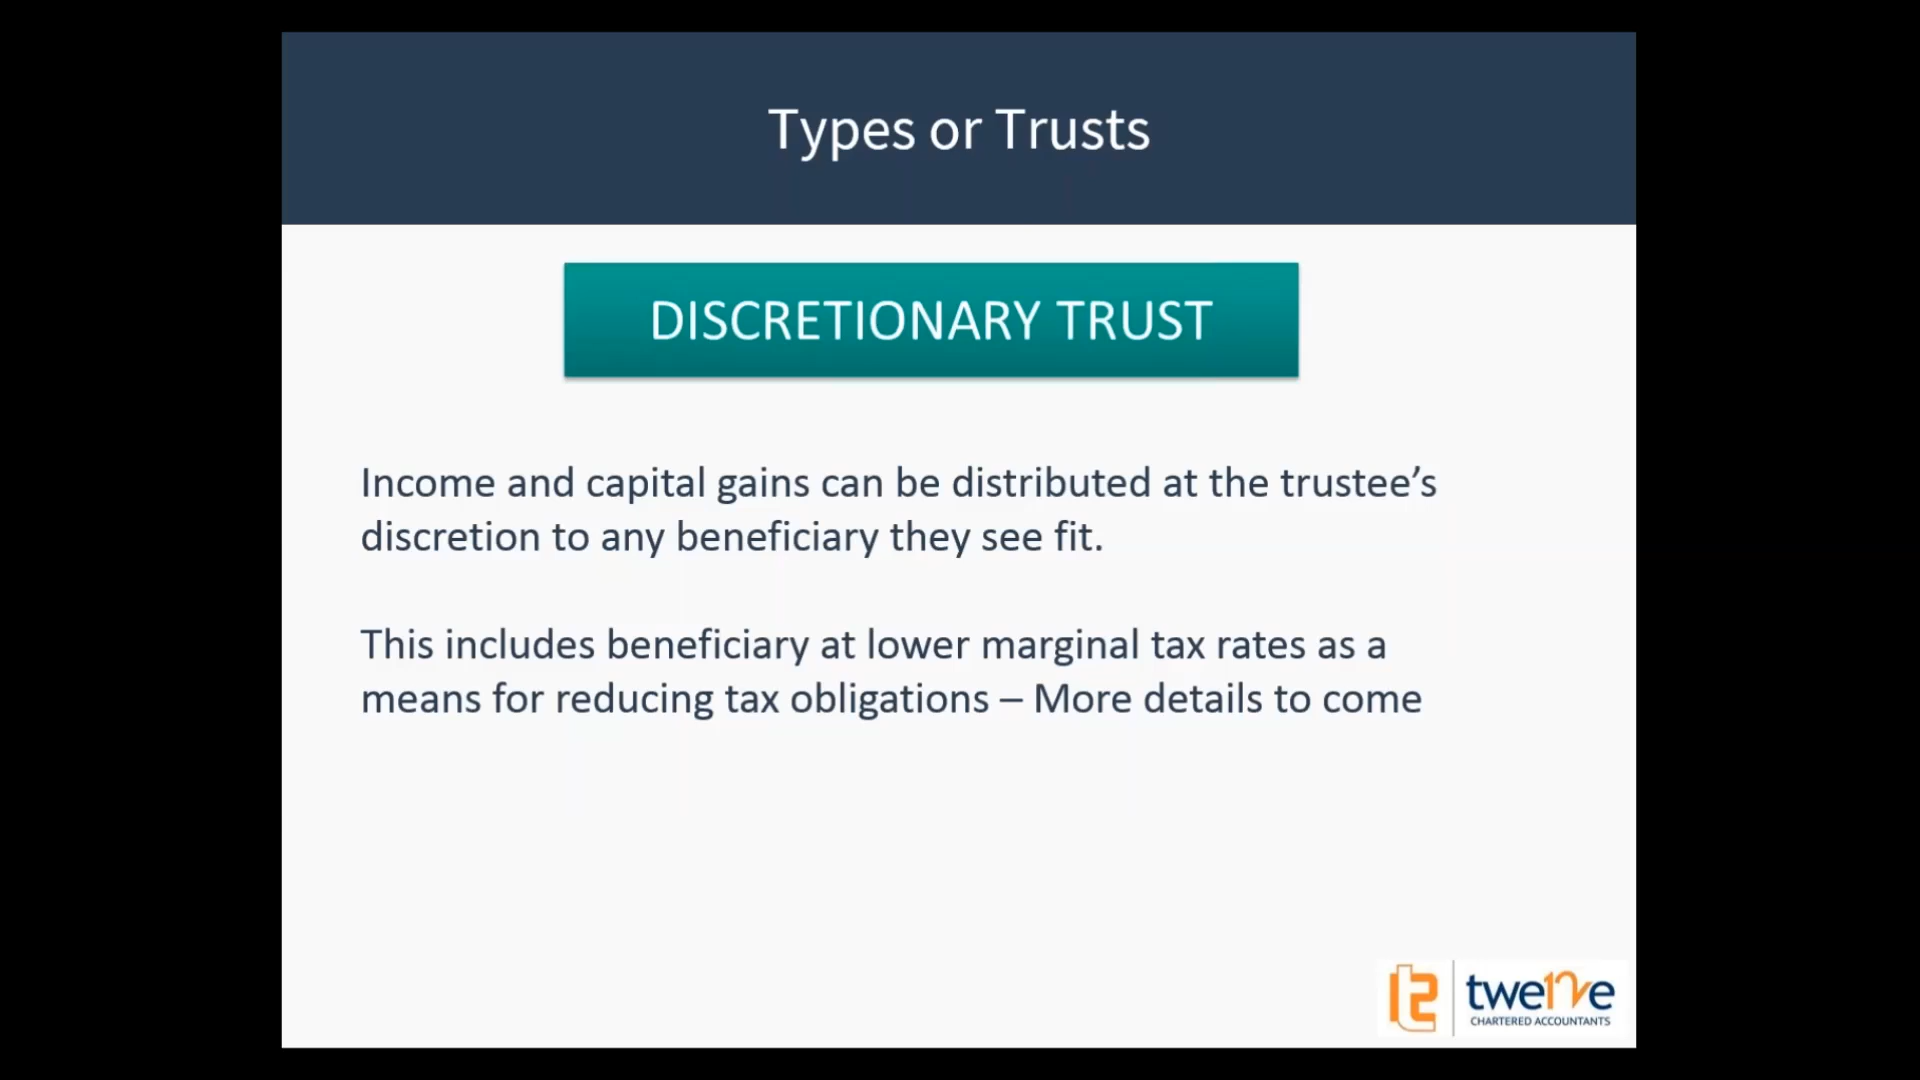 Types or Trusts
DISCRETIONARY TRUST
Income and capital gains can be distributed at the trustee’s
discretion to any beneficiary they see fit.
This includes beneficiary at lower marginal tax rates as a
means for reducing tax obligations – More details to come
twe12ve
CHARTERED ACCOUNTANTS